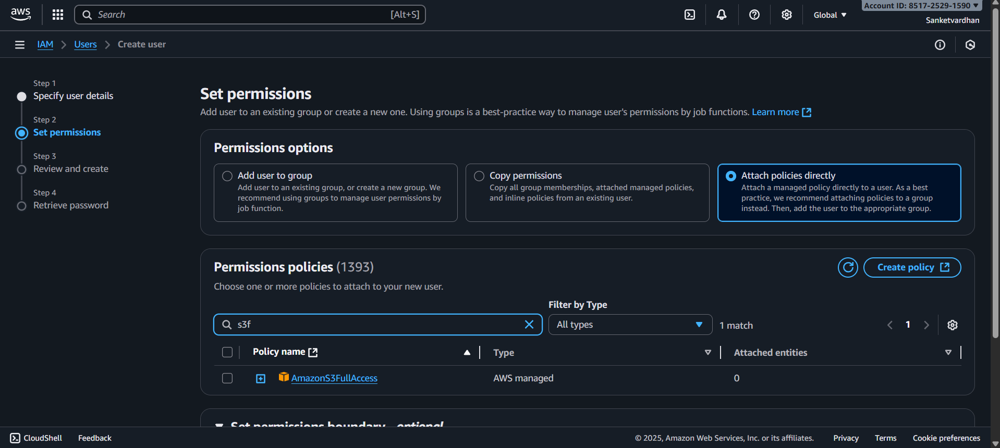 aws
Search
[Alt+S]
Global
Account ID: 8517-2529-1590
Sanketvardhan
IAM
Users
Create user
Step 1
Specify user details
Step 2
Set permissions
Step 3
Review and create
Step 4
Retrieve password
Set permissions
Add user to an existing group or create a new one. Using groups is a best-practice way to manage user's permissions by job functions. Learn more
Permissions options
Add user to group
Add user to an existing group, or create a new group. We
recommend using groups to manage user permissions by
job function.
Copy permissions
Copy all group memberships, attached managed policies,
and inline policies from an existing user.
Attach policies directly
Attach a managed policy directly to a user. As a best
practice, we recommend attaching policies to a group
instead. Then, add the user to the appropriate group.
Permissions policies (1393)
Create policy
Choose one or more policies to attach to your new user.
Filter by Type
s3f
All types
1 match
1
Policy name
Type
Attached entities
AmazonS3FullAccess
AWS managed
0
Set permissions boundary - optional
CloudShell
Feedback
© 2025, Amazon Web Services, Inc. or its affiliates.
Privacy
Terms
Cookie preferences